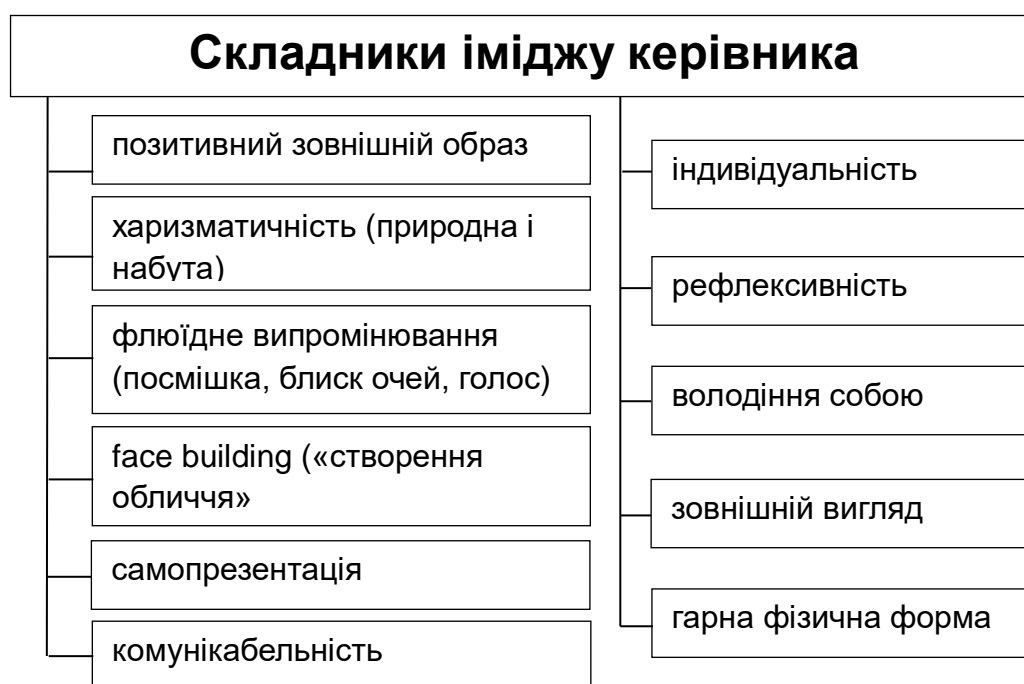 Складники іміджу керівника
позитивний зовнішній образ
харизматичність (природна і
набута)
флюїдне випромінювання
(посмішка, блиск очей, голос)
face building («створення
обличчя»
самопрезентація
комунікабельність
індивідуальність
рефлексивність
володіння собою
зовнішній вигляд
гарна фізична форма